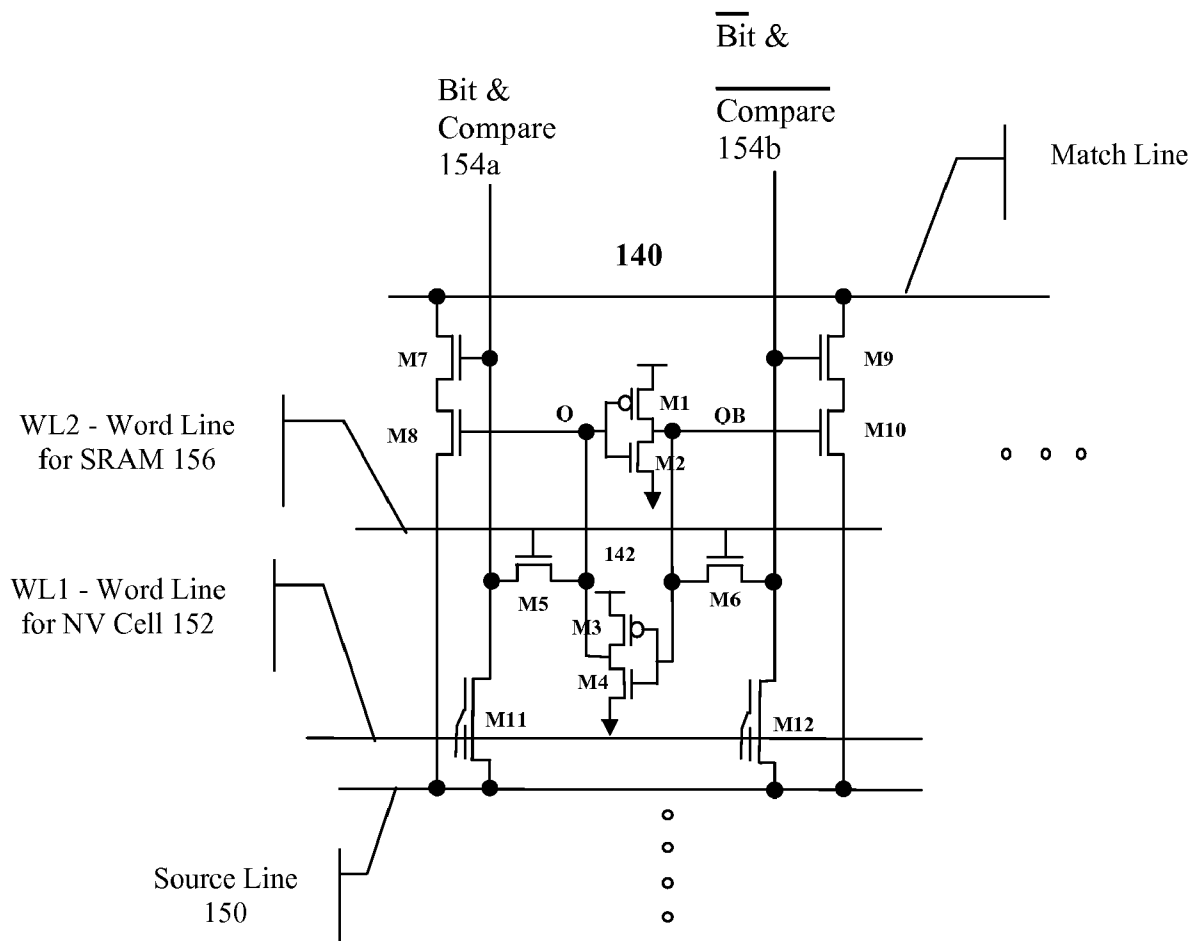 Bit &
Compare
154b
Bit &
Compare
154a
Match Line
140
M7
M9
WL2 - Word Line
for SRAM 156
M8
Q
M1
QB
M10
M2
142
WL1 - Word Line
for NV Cell 152
M5
M6
M3
M4
M11
M12
Source Line
150